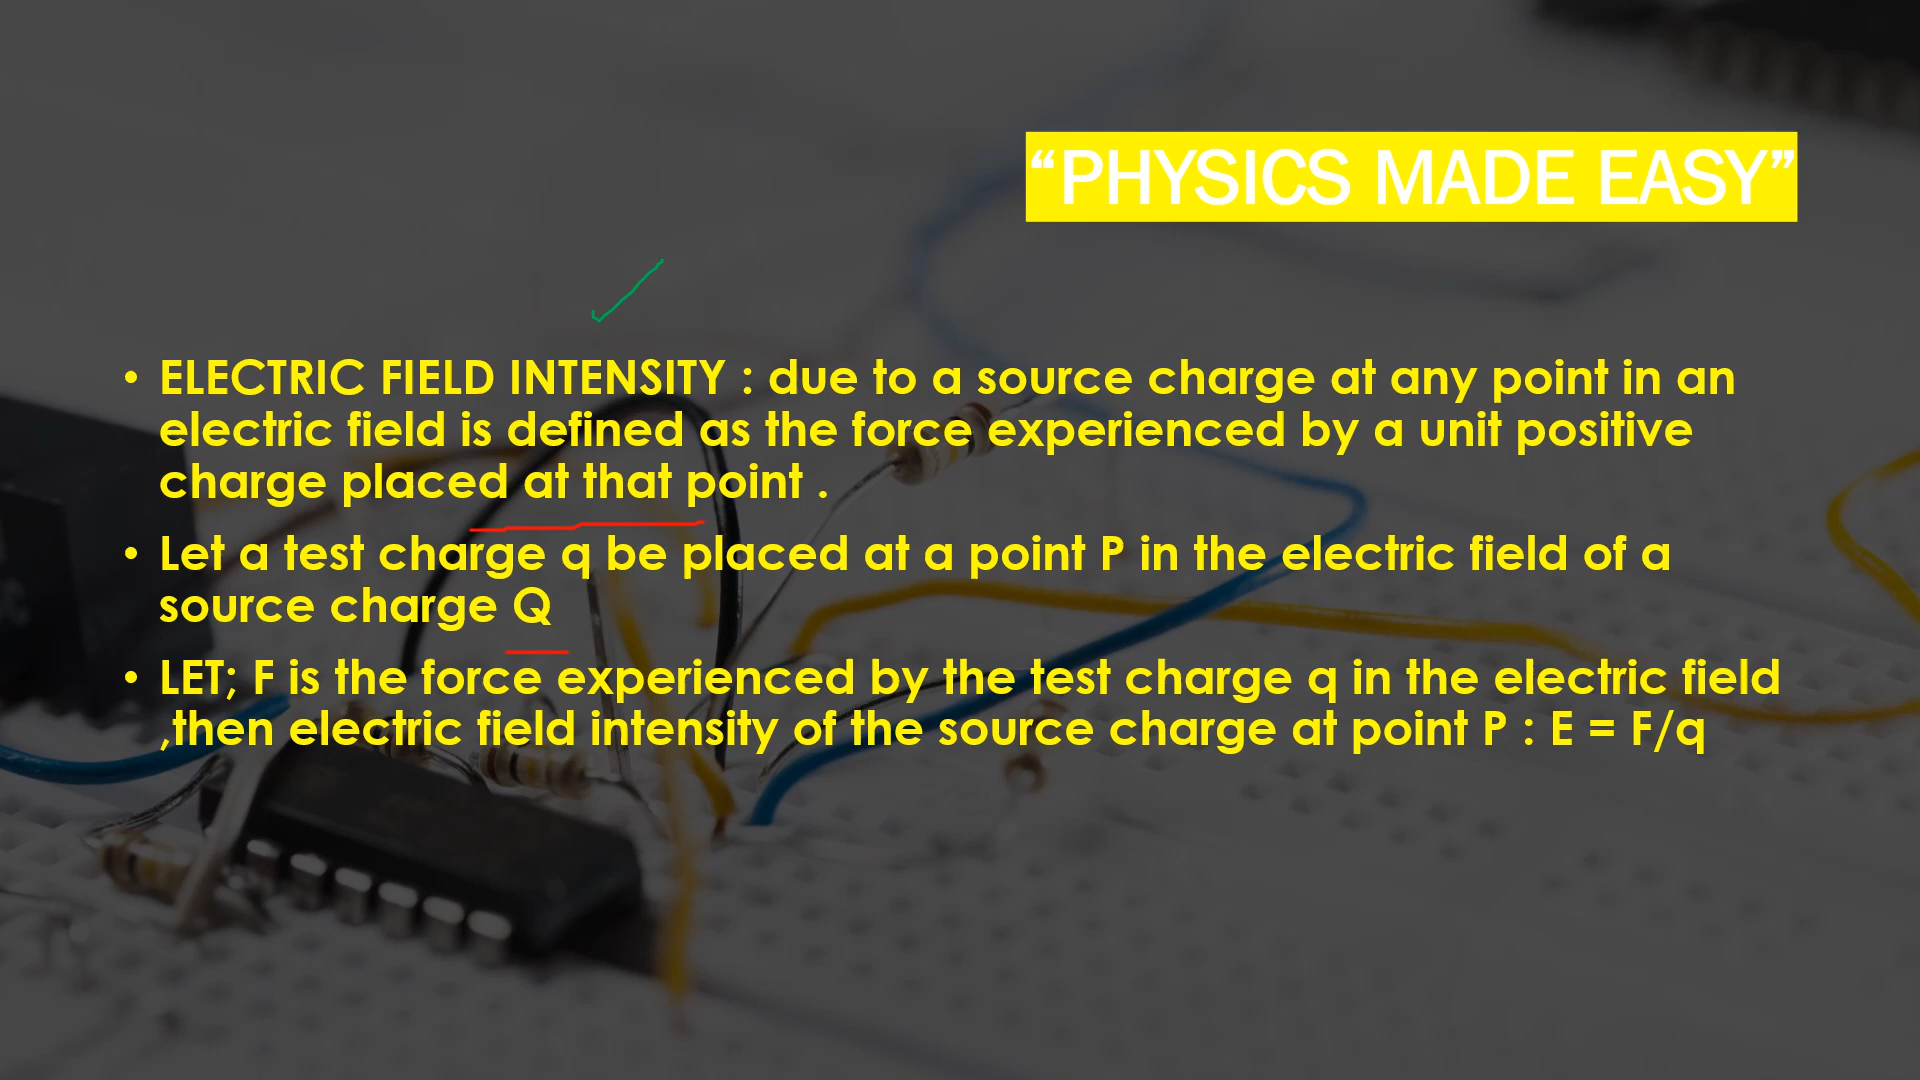 “PHYSICS MADE EASY”
• ELECTRIC FIELD INTENSITY : due to a source charge at any point in an
electric field is defined as the force experienced by a unit positive
charge placed at that point .
• Let a test charge q be placed at a point P in the electric field of a
source charge Q
• LET; F is the force experienced by the test charge q in the electric field
,then electric field intensity of the source charge at point P : E = F/q